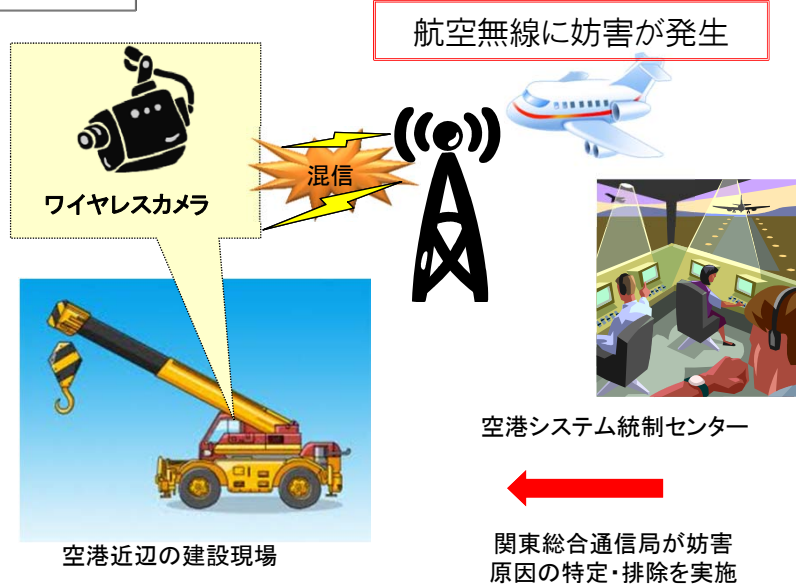 航空無線に妨害が発生
ワイヤレスカメラ
混信
空港システム統制センター
空港近辺の建設現場
関東総合通信局が妨害
原因の特定・排除を実施